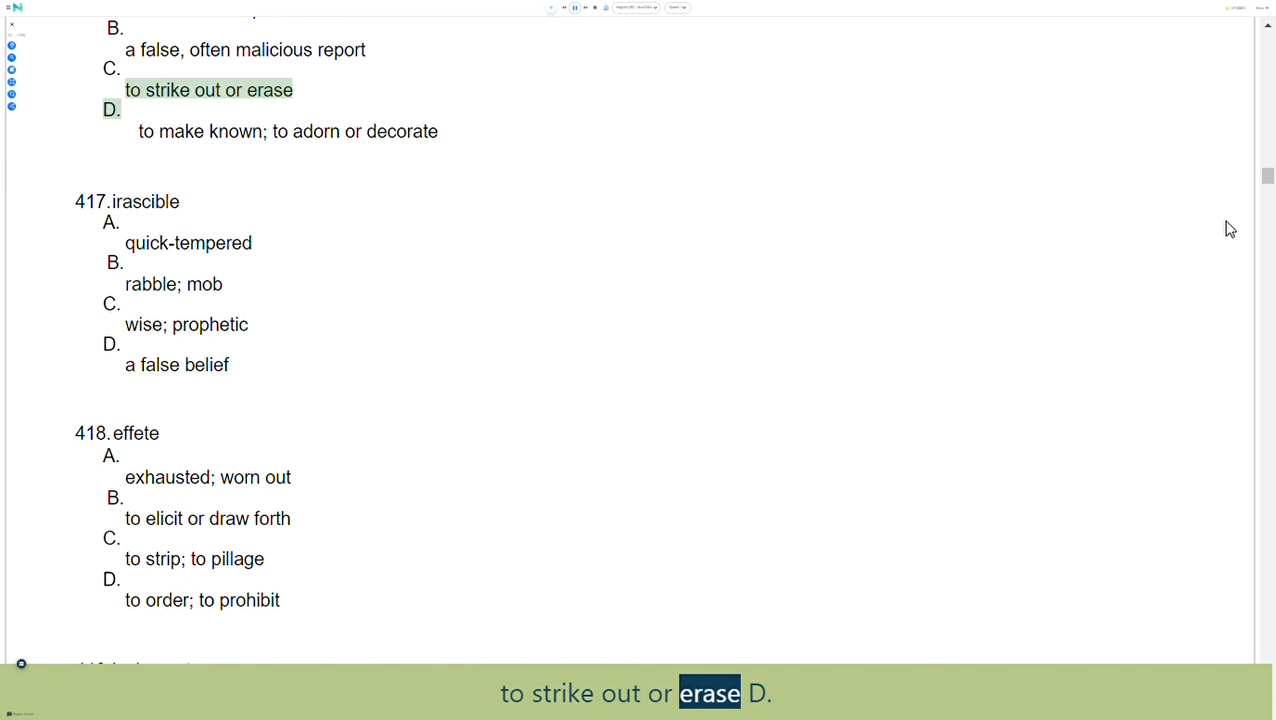 B.
a false, often malicious report
C.
to strike out or erase
D.
to make known; to adorn or decorate
417. irascible
A.
quick-tempered
B.
rabble; mob
C.
wise; prophetic
D.
a false belief
418. effete
A.
exhausted; worn out
B.
to elicit or draw forth
C.
to strip; to pillage
D.
to order; to prohibit
to strike out or erase D.